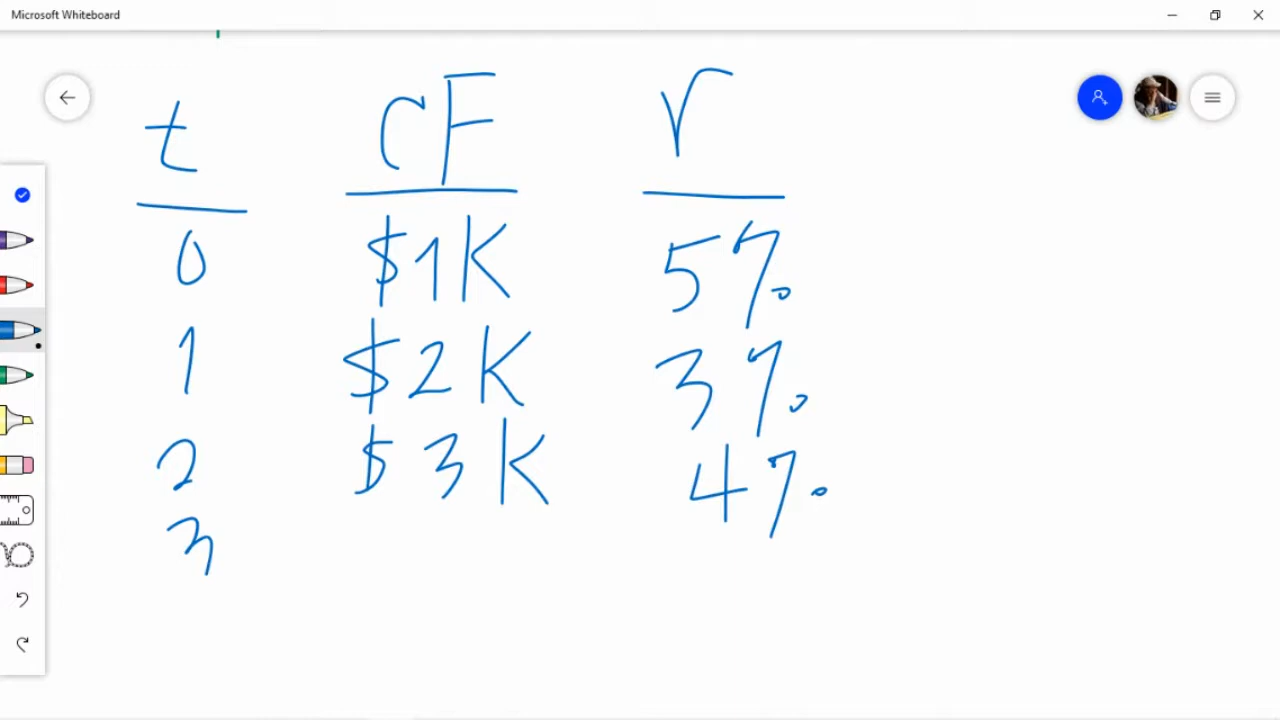 Microsoft Whiteboard
t CF r
0 $1K 5%
1 $2K 3%
2 $3K 4%
3